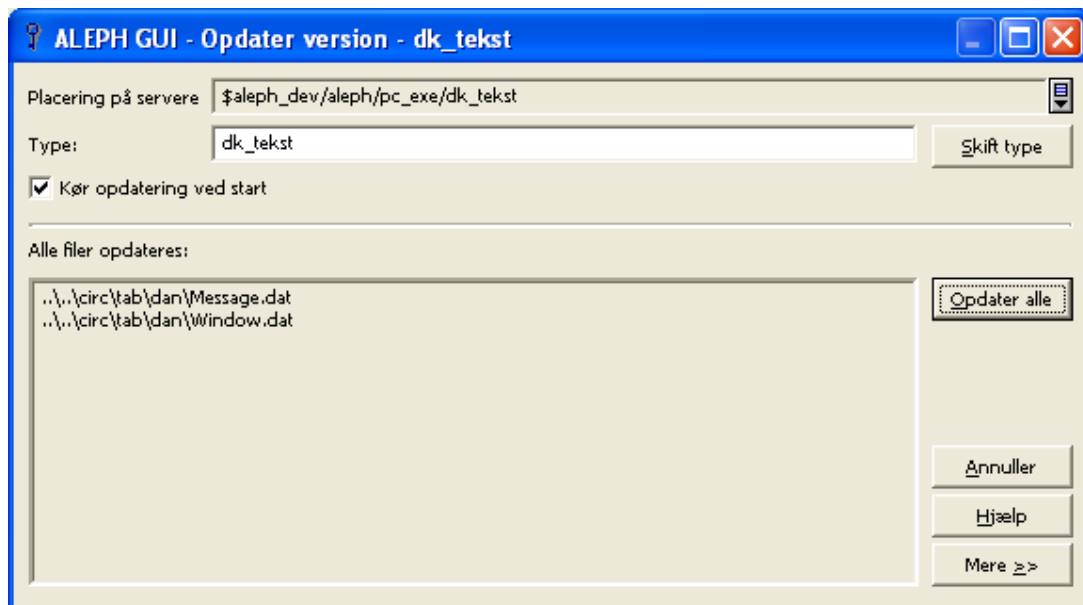 ALEPH GUI - Opdater version - dk_tekst
Placering på servere $aleph_dev/aleph/pc_exe/dk_tekst
Type: dk_tekst Skift type
Kør opdatering ved start
Alle filer opdateres:
..\..\circ\tab\dan\Message.dat
..\..\circ\tab\dan\Window.dat
Opdater alle
Annuller
Hjælp
Mere >>